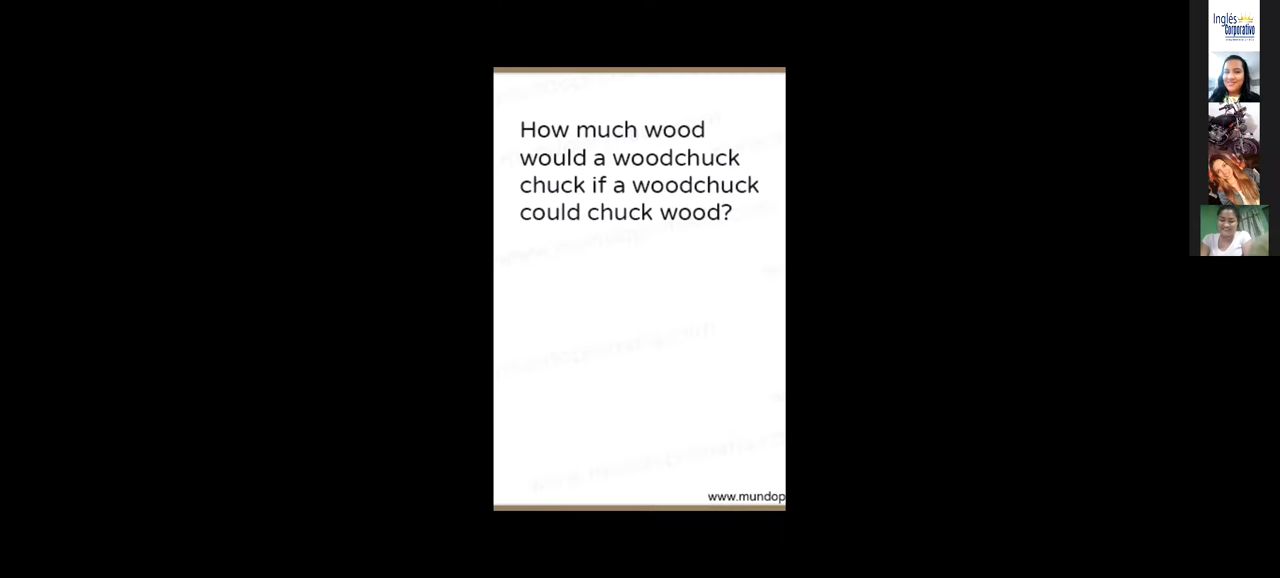 How much wood
would a woodchuck
chuck if a woodchuck
could chuck wood?
www.mundop
Inglés
Corporativo